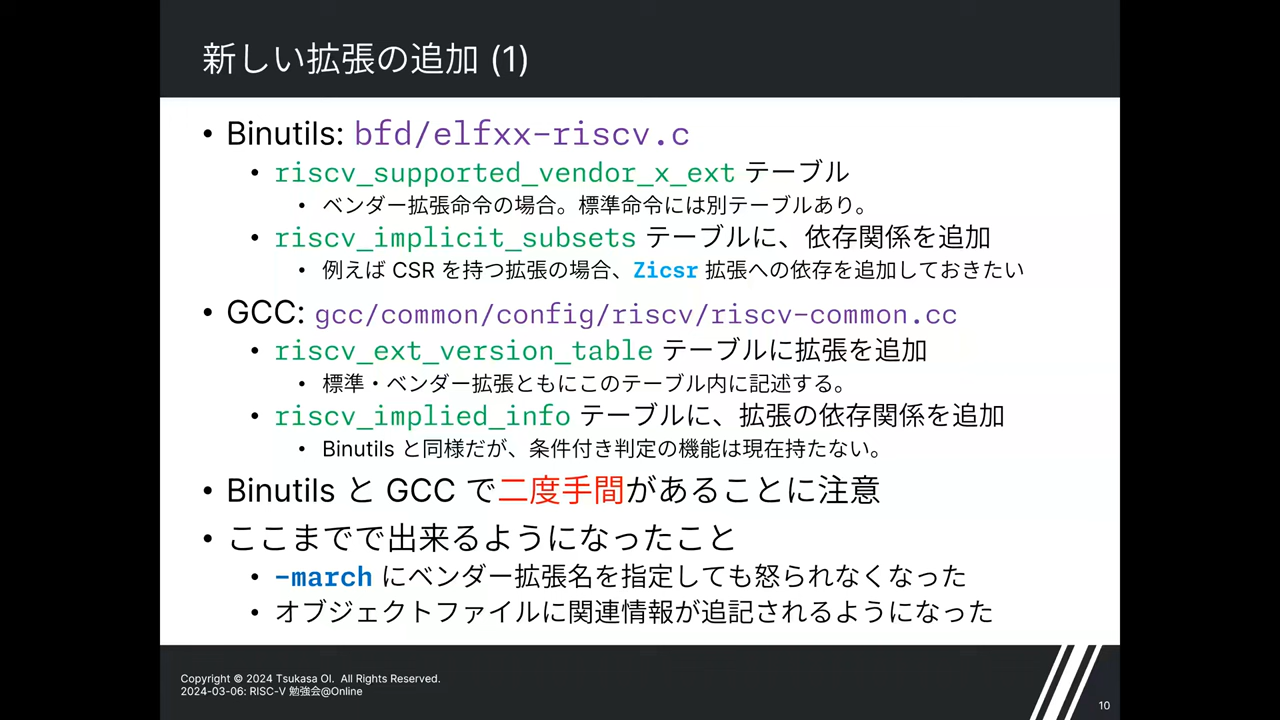 新しい拡張の追加 (1)
• Binutils: bfd/elfxx-riscv.c
• riscv_supported_vendor_x_ext テーブル
• ベンダー拡張命令の場合。標準命令には別テーブルあり。
• riscv_implicit_subsets テーブルに、依存関係を追加
• 例えば CSR を持つ拡張の場合、Zicsr 拡張への依存を追加しておきたい
• GCC: gcc/common/config/riscv/riscv-common.cc
• riscv_ext_version_table テーブルに拡張を追加
• 標準・ベンダー拡張ともにこのテーブル内に記述する。
• riscv_implied_info テーブルに、拡張の依存関係を追加
• Binutils と同様だが、条件付き判定の機能は現在持たない。
• Binutils と GCC で二度手間があることに注意
• ここまでで出来るようになったこと
• -march にベンダー拡張名を指定しても怒られなくなった
• オブジェクトファイルに関連情報が追記されるようになった
Copyright © 2024 Tsukasa OI. All Rights Reserved.
2024-03-06: RISC-V 勉強会@Online
10